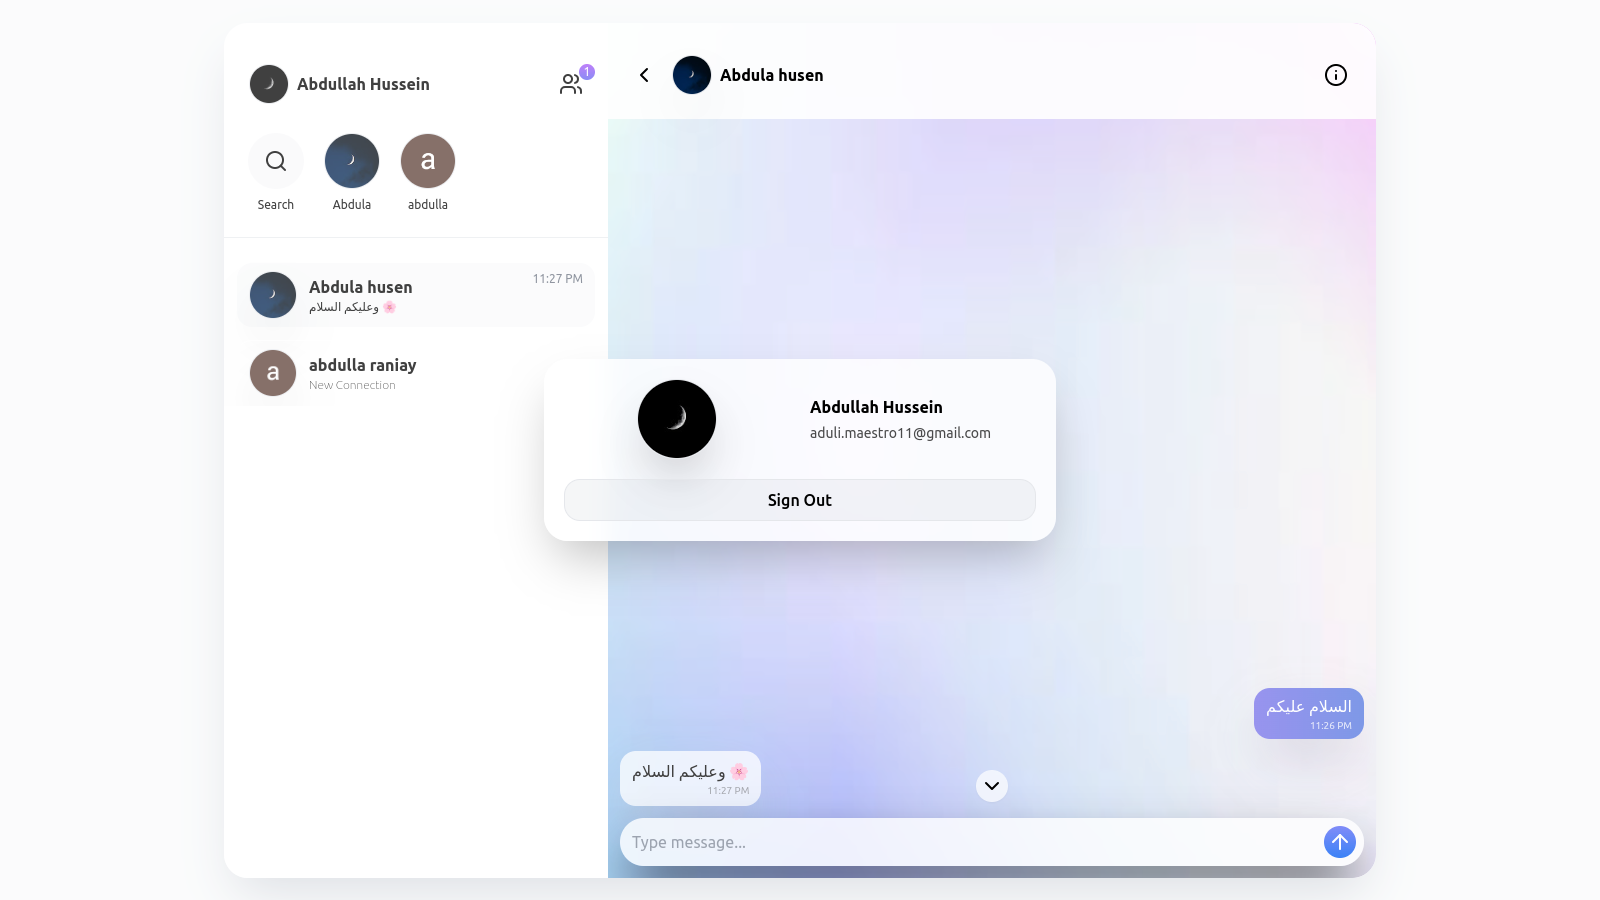 Abdullah Hussein
1
Search
Abdula
a
abdulla
Abdula husen
11:27 PM
وعليكم السلام 🌸
a
abdulla raniay
New Connection
Abdula husen
Abdullah Hussein
aduli.maestro11@gmail.com
Sign Out
السلام عليكم
11:26 PM
وعليكم السلام 🌸
11:27 PM
Type message...